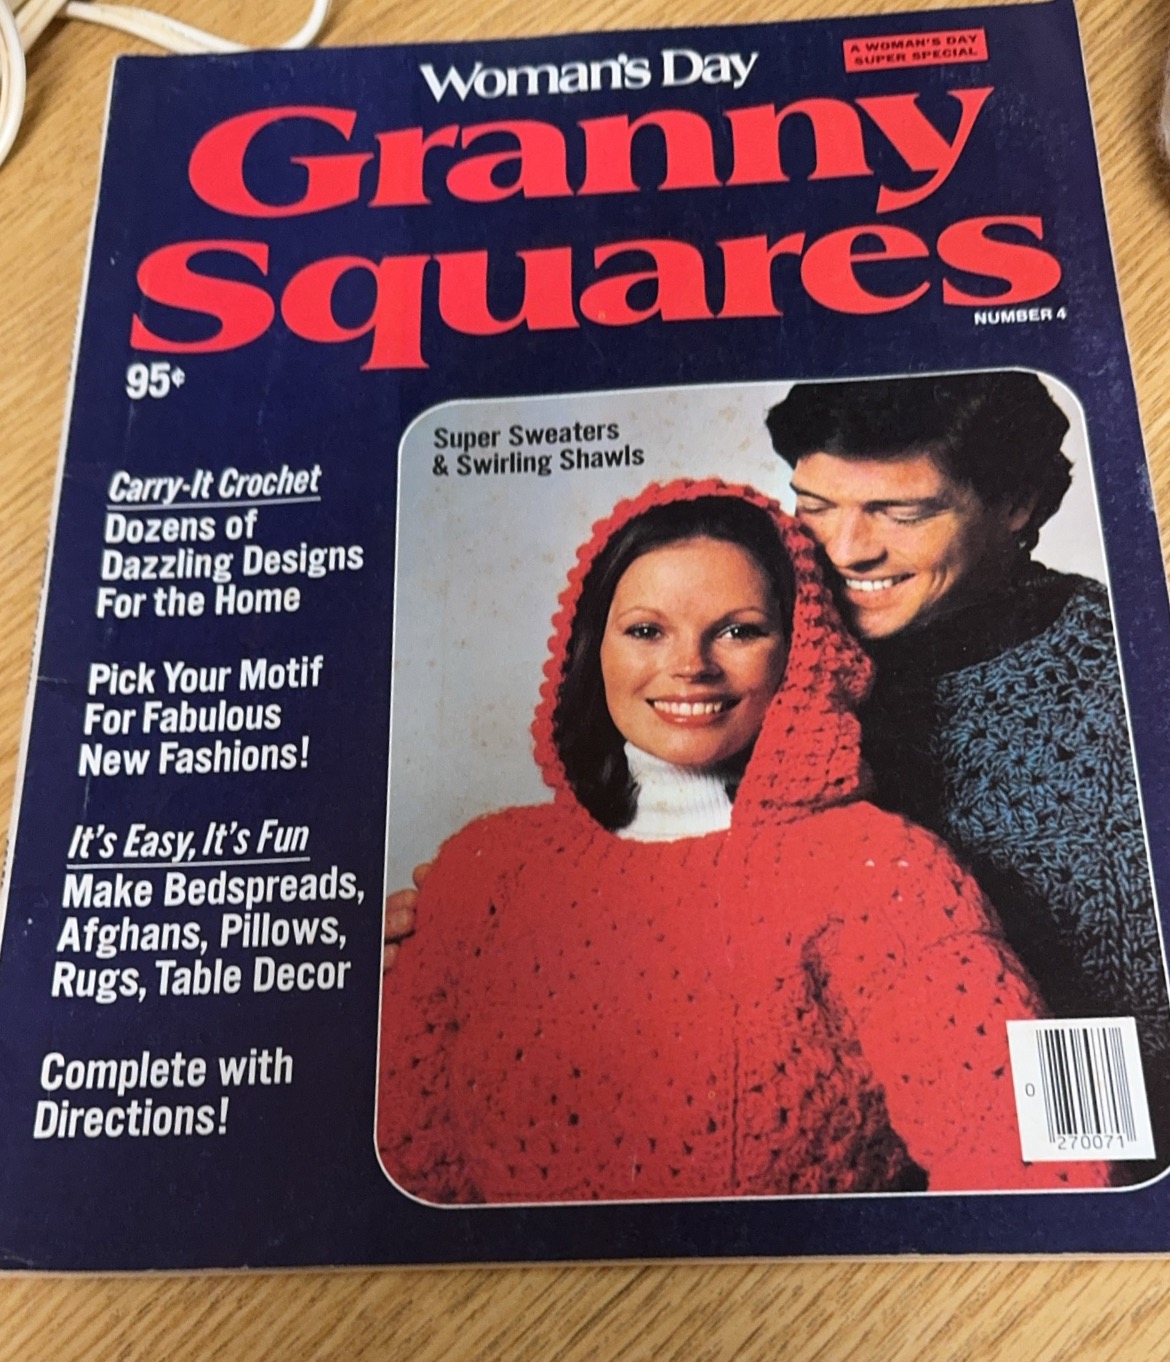 Woman's Day
A WOMAN'S DAY
SUPER SPECIAL
Granny
Squares
NUMBER 4
95¢
Super Sweaters
& Swirling Shawls
Carry-It Crochet
Dozens of
Dazzling Designs
For the Home
Pick Your Motif
For Fabulous
New Fashions!
It's Easy, It's Fun
Make Bedspreads,
Afghans, Pillows,
Rugs, Table Decor
Complete with
Directions!
0
270071